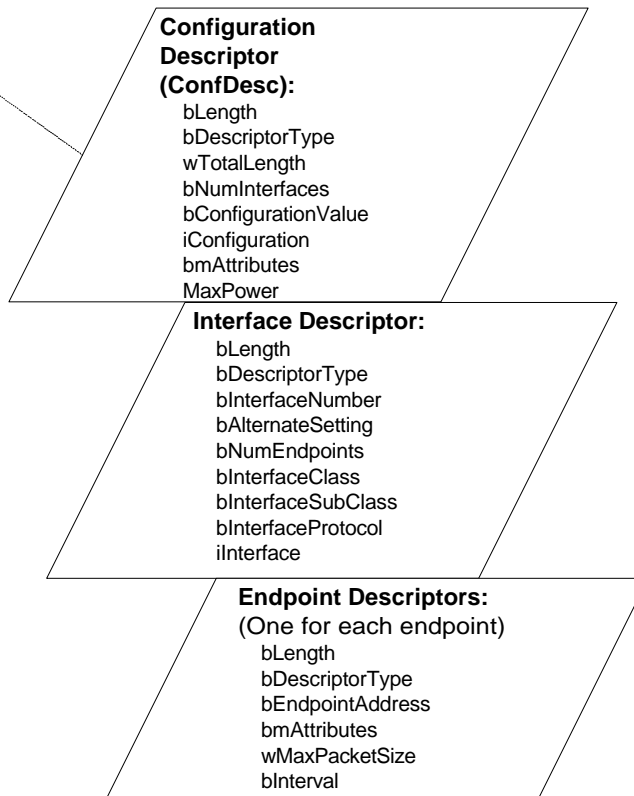 Configuration
Descriptor
(ConfDesc):
bLength
bDescriptorType
wTotalLength
bNumInterfaces
bConfigurationValue
iConfiguration
bmAttributes
MaxPower
Interface Descriptor:
bLength
bDescriptorType
bInterfaceNumber
bAlternateSetting
bNumEndpoints
bInterfaceClass
bInterfaceSubClass
bInterfaceProtocol
iInterface
Endpoint Descriptors:
(One for each endpoint)
bLength
bDescriptorType
bEndpointAddress
bmAttributes
wMaxPacketSize
bInterval